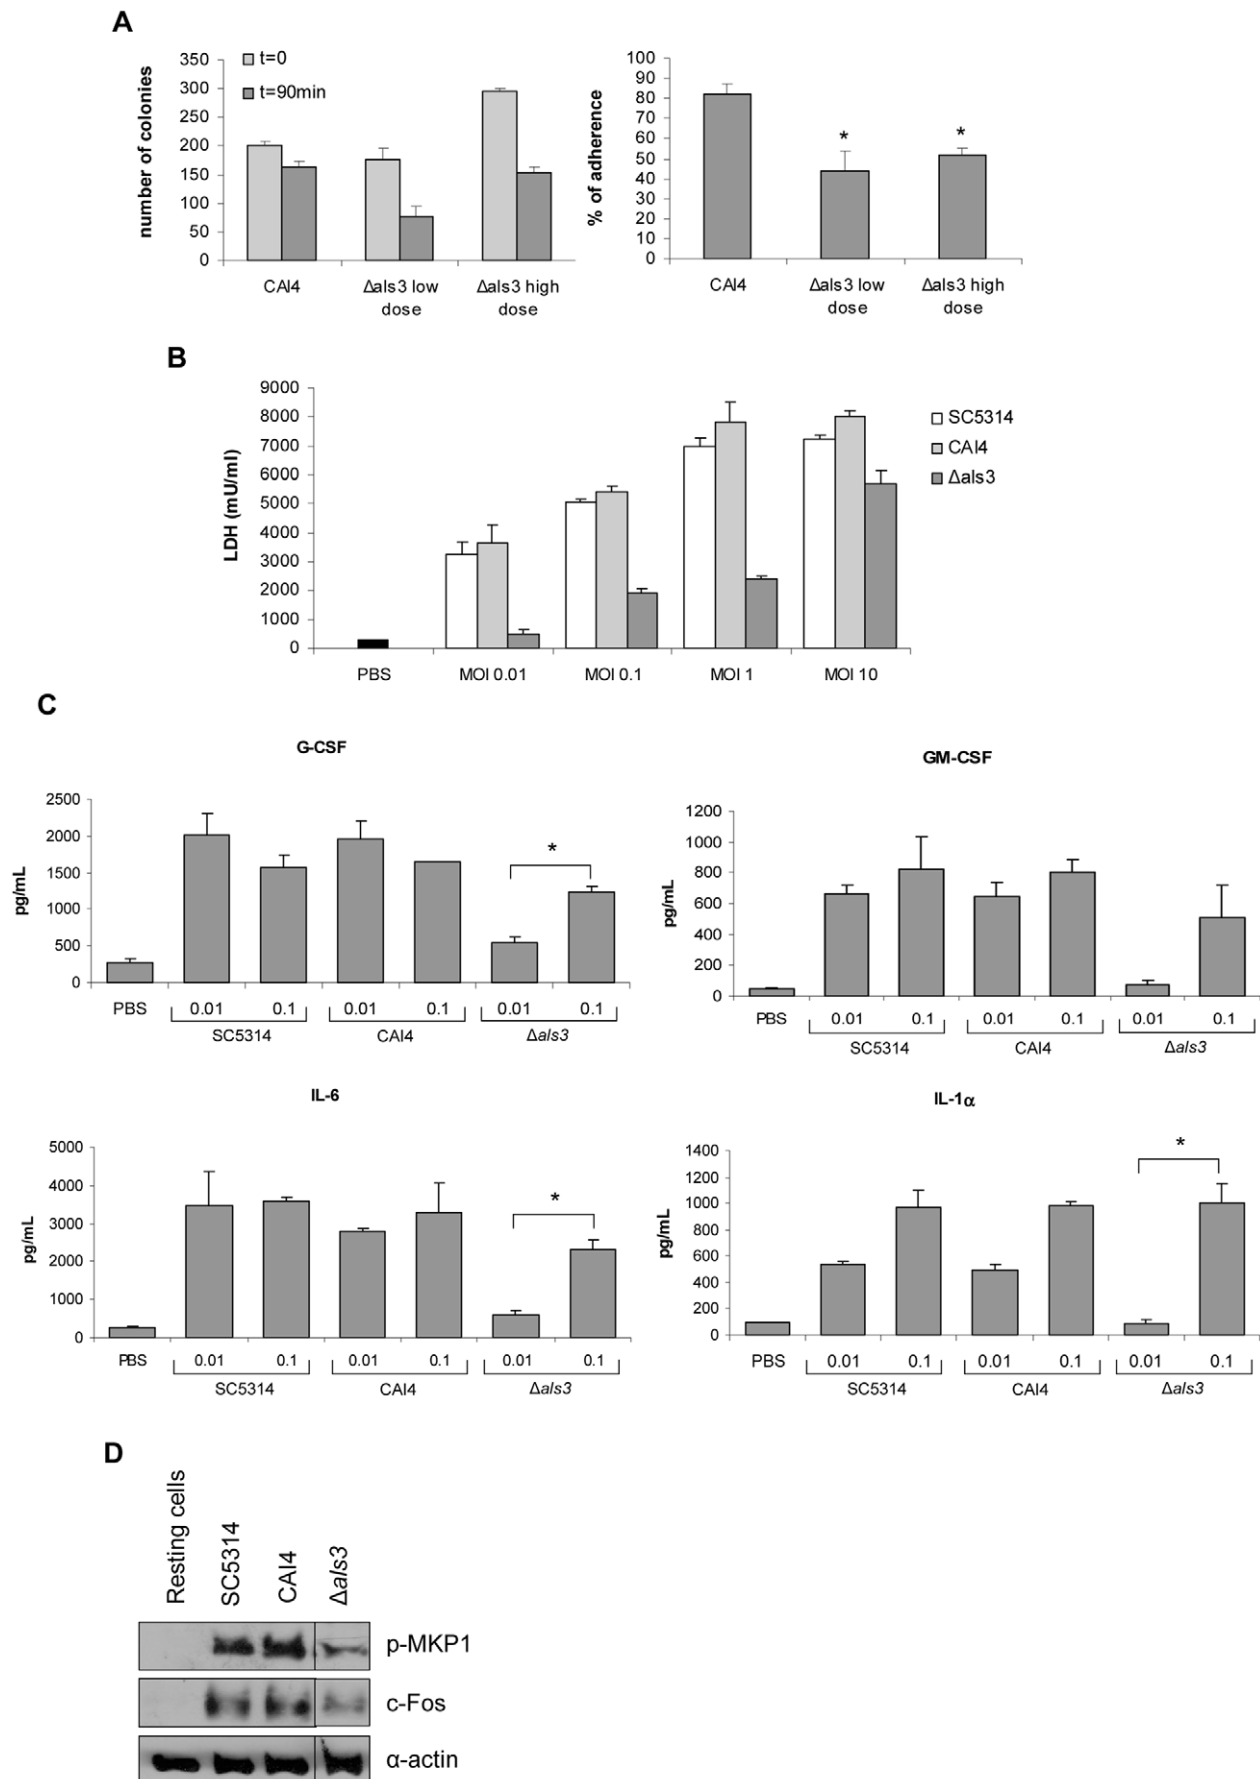 A
number of colonies
350
300
250
200
150
100
50
0
t=0
t=90min
CAI4
Δals3 low dose
Δals3 high dose
% of adherence
100
90
80
70
60
50
40
30
20
10
0
*
*
CAI4
Δals3 low dose
Δals3 high dose
B
LDH (mU/ml)
9000
8000
7000
6000
5000
4000
3000
2000
1000
0
SC5314
CAI4
Δals3
PBS MOI 0.01 MOI 0.1 MOI 1 MOI 10
C
G-CSF
pg/mL
2500
2000
1500
1000
500
0
*
PBS 0.01 0.1 0.01 0.1 0.01 0.1
SC5314 CAI4 Δals3
GM-CSF
pg/mL
1200
1000
800
600
400
200
0
PBS 0.01 0.1 0.01 0.1 0.01 0.1
SC5314 CAI4 Δals3
IL-6
pg/mL
5000
4000
3000
2000
1000
0
*
PBS 0.01 0.1 0.01 0.1 0.01 0.1
SC5314 CAI4 Δals3
IL-1α
pg/mL
1400
1200
1000
800
600
400
200
0
*
PBS 0.01 0.1 0.01 0.1 0.01 0.1
SC5314 CAI4 Δals3
D
Resting cells
SC5314
CAI4
Δals3
p-MKP1
c-Fos
α-actin